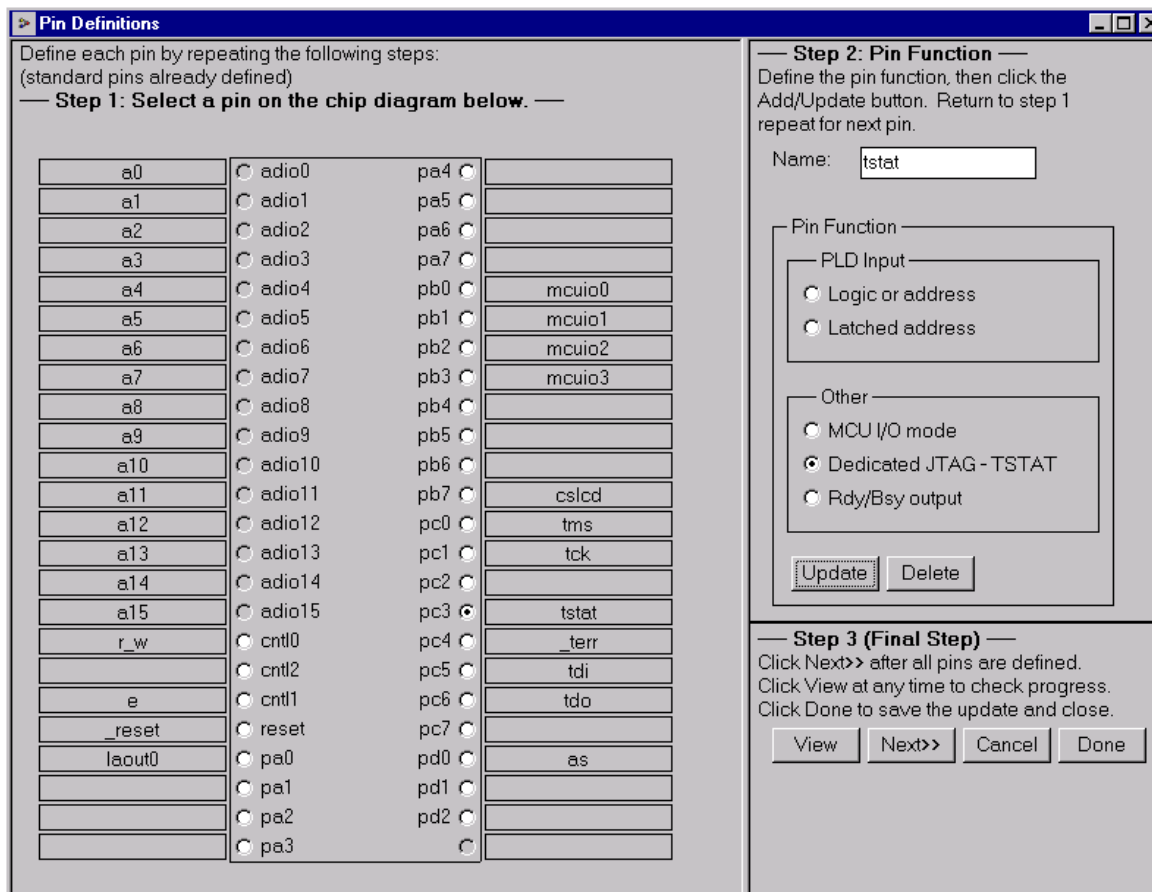 Pin Definitions
Define each pin by repeating the following steps:
(standard pins already defined)
Step 1: Select a pin on the chip diagram below.
a0 adio0 pa4
a1 adio1 pa5
a2 adio2 pa6
a3 adio3 pa7
a4 adio4 pb0 mcuio0
a5 adio5 pb1 mcuio1
a6 adio6 pb2 mcuio2
a7 adio7 pb3 mcuio3
a8 adio8 pb4
a9 adio9 pb5
a10 adio10 pb6
a11 adio11 pb7 cslcd
a12 adio12 pc0 tms
a13 adio13 pc1 tck
a14 adio14 pc2
a15 adio15 pc3 tstat
r_w cntl0 pc4 _terr
cntl2 pc5 tdi
e cntl1 pc6 tdo
_reset reset pc7
laout0 pa0 pd0 as
pa1 pd1
pa2 pd2
pa3
Step 2: Pin Function
Define the pin function, then click the
Add/Update button. Return to step 1
repeat for next pin.
Name: tstat
Pin Function
PLD Input
Logic or address
Latched address
Other
MCU I/O mode
Dedicated JTAG - TSTAT
Rdy/Bsy output
Update Delete
Step 3 (Final Step)
Click Next>> after all pins are defined.
Click View at any time to check progress.
Click Done to save the update and close.
View Next>> Cancel Done